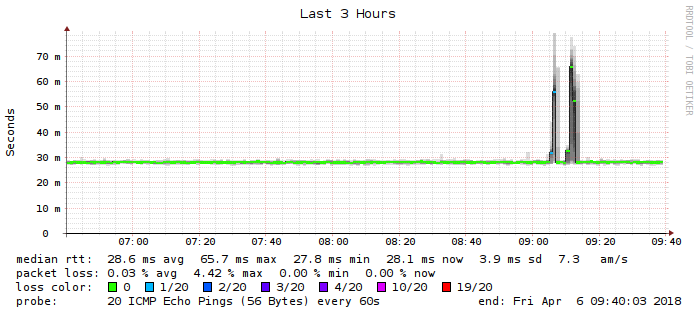 Last 3 Hours
RRDTOOL / TOBI OETIKER
Seconds
70 m
60 m
50 m
40 m
30 m
20 m
10 m
0
07:00 07:20 07:40 08:00 08:20 08:40 09:00 09:20 09:40
median rtt: 28.6 ms avg 65.7 ms max 27.8 ms min 28.1 ms now 3.9 ms sd 7.3 am/s
packet loss: 0.03 % avg 4.42 % max 0.00 % min 0.00 % now
loss color: 0 1/20 2/20 3/20 4/20 10/20 19/20
probe: 20 ICMP Echo Pings (56 Bytes) every 60s end: Fri Apr 6 09:40:03 2018